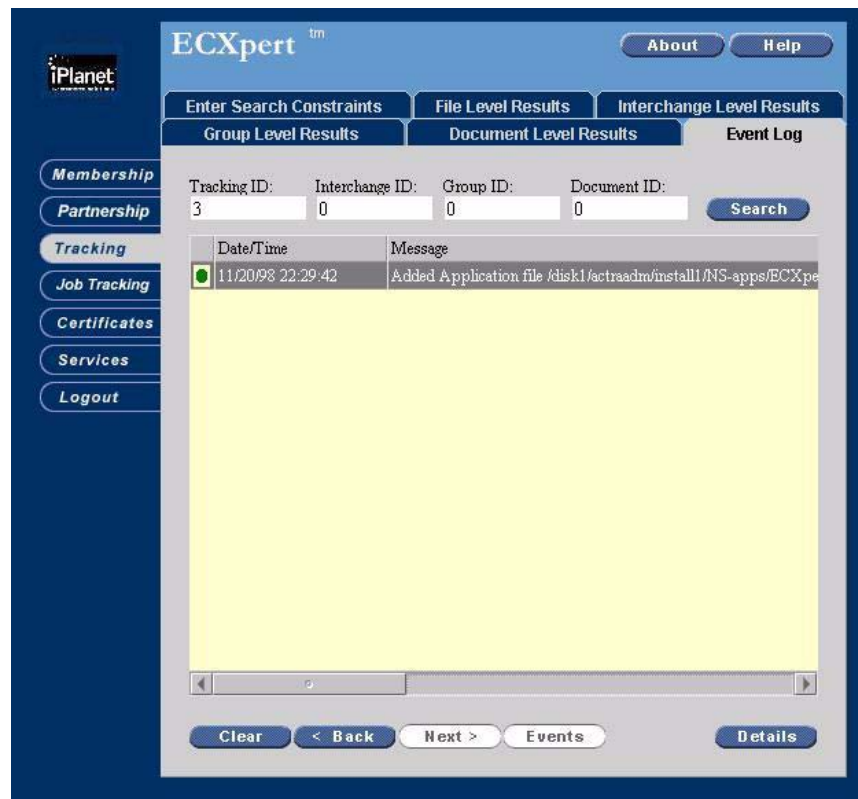 iPlanet
ECXpert tm
About Help
Enter Search Constraints File Level Results Interchange Level Results
Group Level Results Document Level Results Event Log
Membership
Partnership
Tracking
Job Tracking
Certificates
Services
Logout
Tracking ID: Interchange ID: Group ID: Document ID:
3 0 0 0 Search
Date/Time Message
11/20/98 22:29:42 Added Application file /disk1/actraadm/install1/NS-apps/ECXpe
Clear < Back Next > Events Details